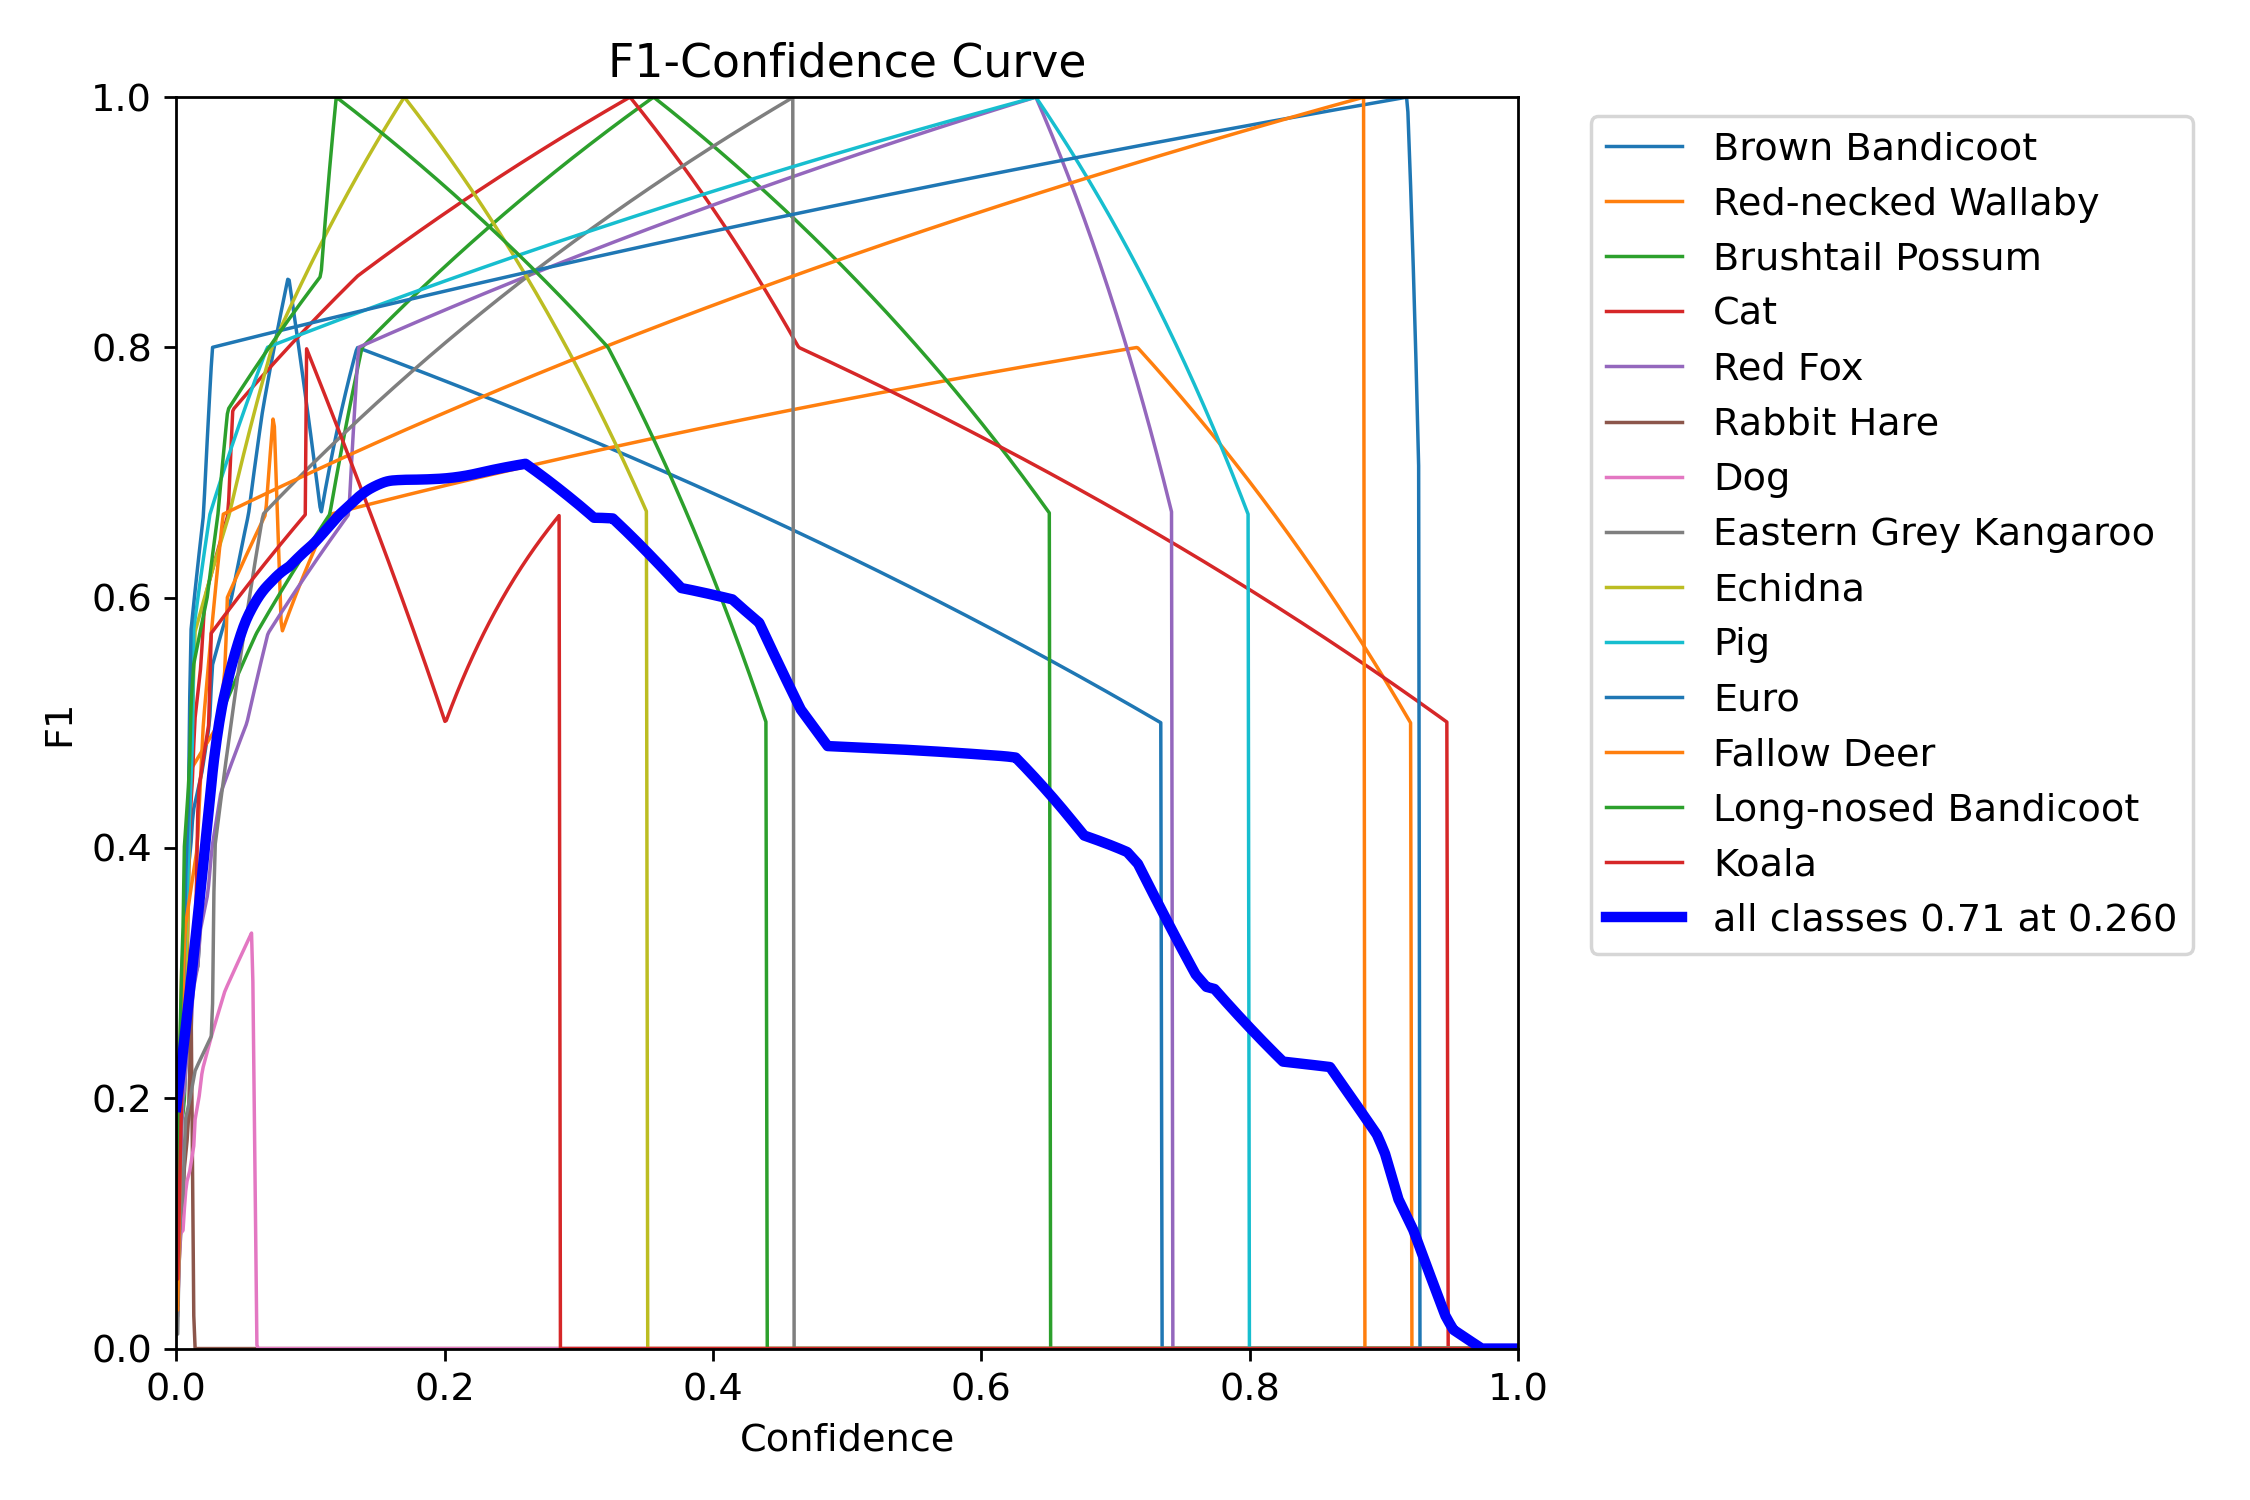 F1-Confidence Curve
1.0
0.8
0.6
0.4
0.2
0.0
F1
0.0 0.2 0.4 0.6 0.8 1.0
Confidence
Brown Bandicoot
Red-necked Wallaby
Brushtail Possum
Cat
Red Fox
Rabbit Hare
Dog
Eastern Grey Kangaroo
Echidna
Pig
Euro
Fallow Deer
Long-nosed Bandicoot
Koala
all classes 0.71 at 0.260